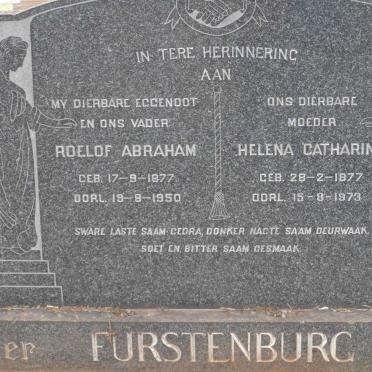 IN TERE HERINNERING
AAN
MY DIERBARE EGGENOOT
EN ONS VADER
ROELOF ABRAHAM
GEB. 17-9-1877
OORL. 19-8-1950
ONS DIERBARE
MOEDER
HELENA CATHARIN
GEB. 28-2-1877
OORL. 15-8-1973
SWARE LASTE SAAM GEDRA, DONKER NAGTE SAAM DEURWAAK.
SOET EN BITTER SAAM GESMAAK.
er FURSTENBURG